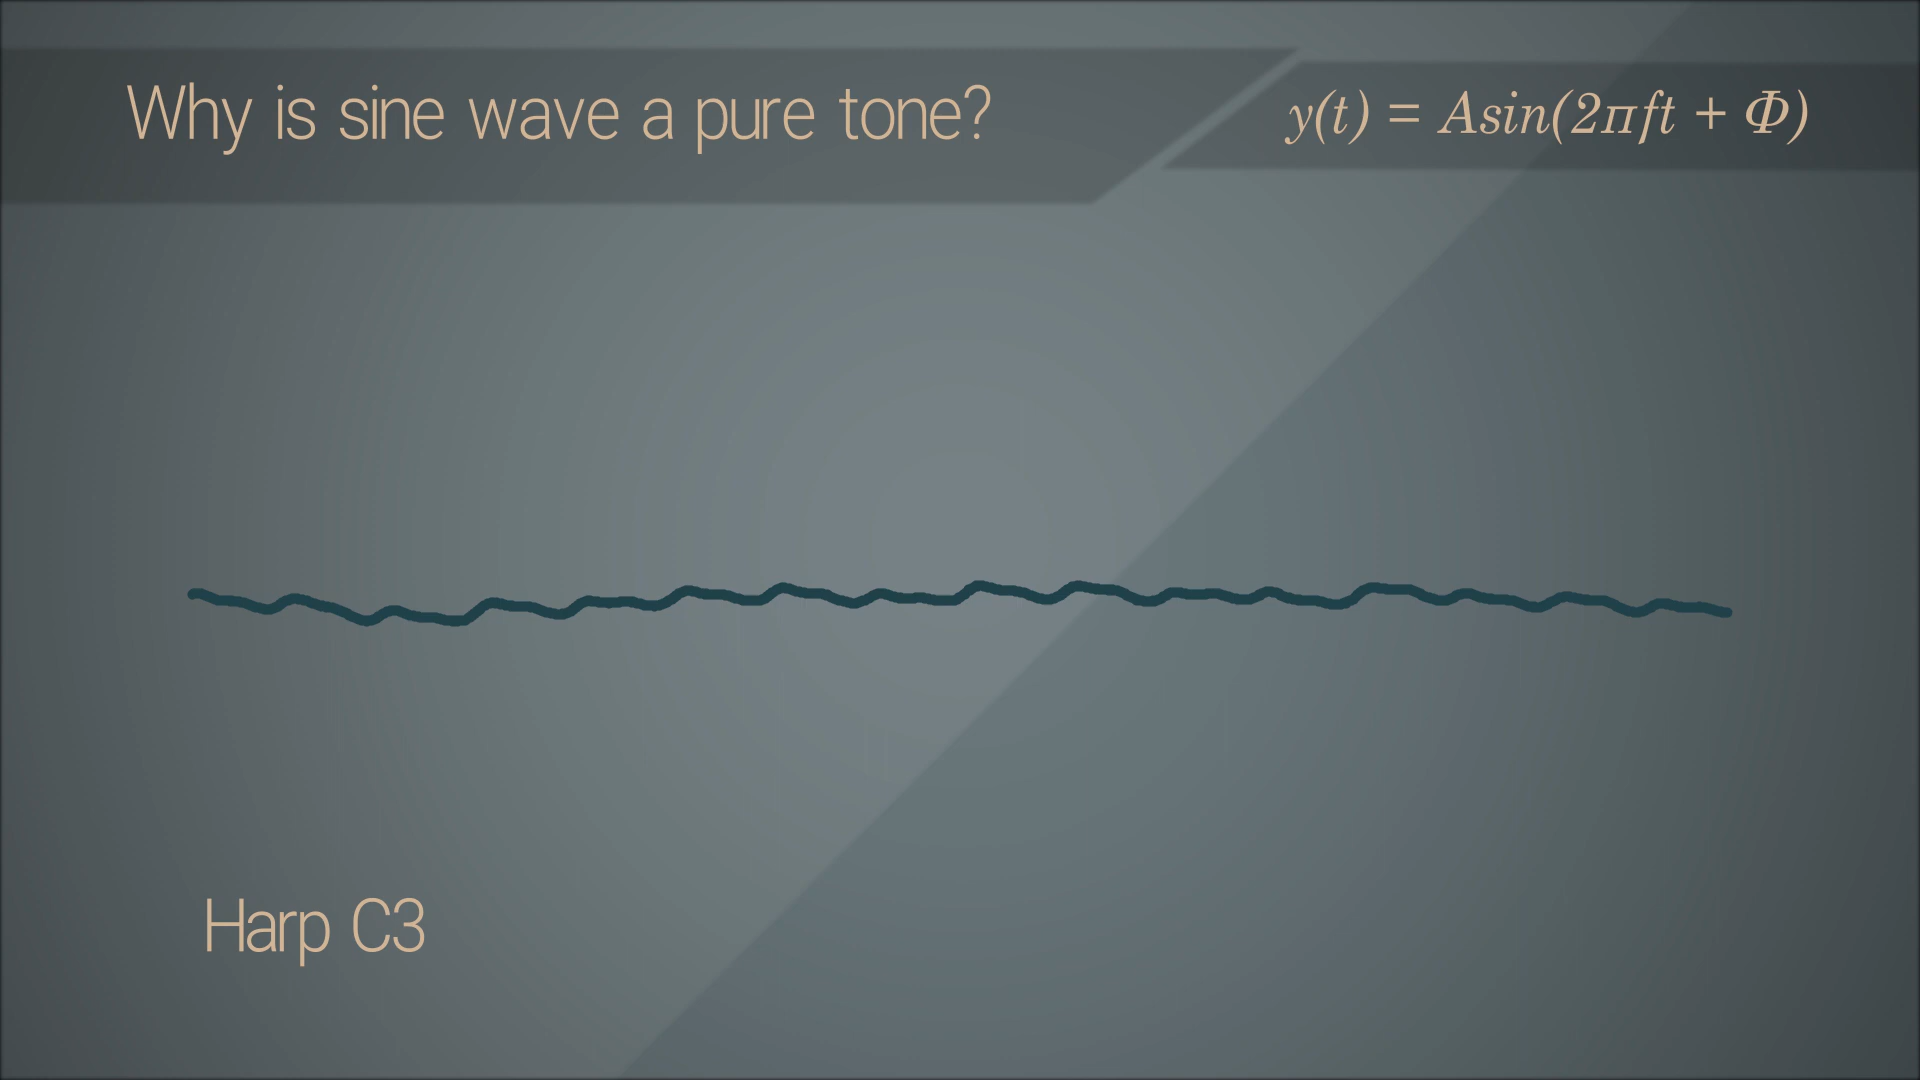 Why is sine wave a pure tone?
y(t) = Asin(2πft + Φ)
Harp C3